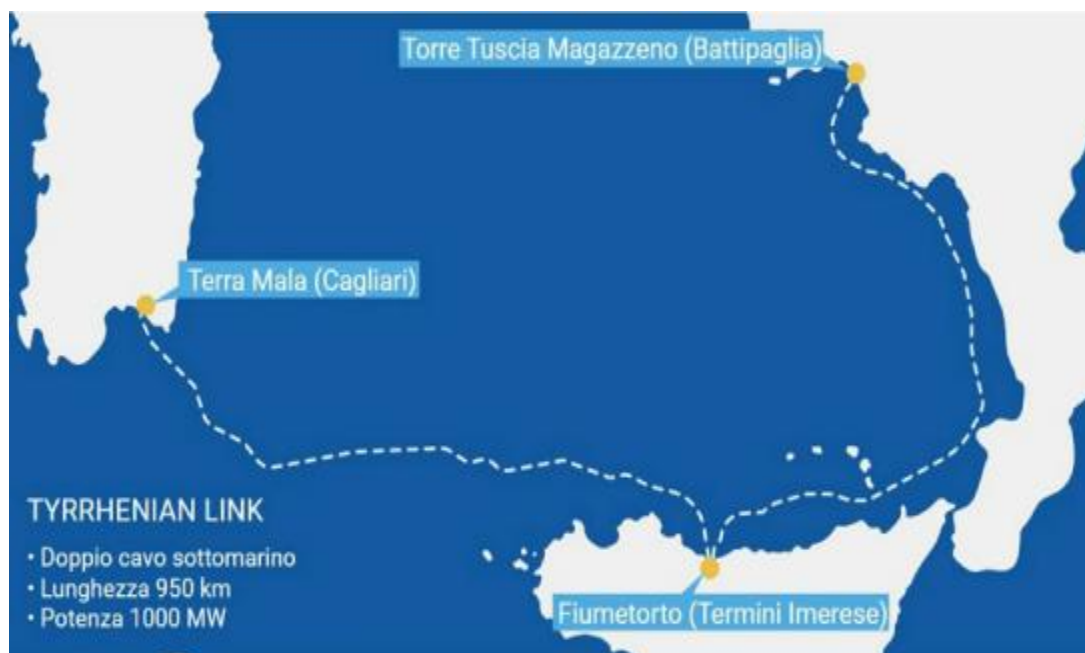 Torre Tuscia Magazzeno (Battipaglia)
Terra Mala (Cagliari)
TYRRHENIAN LINK
• Doppio cavo sottomarino
• Lunghezza 950 km
• Potenza 1000 MW
Fiumetorto (Termini Imerese)